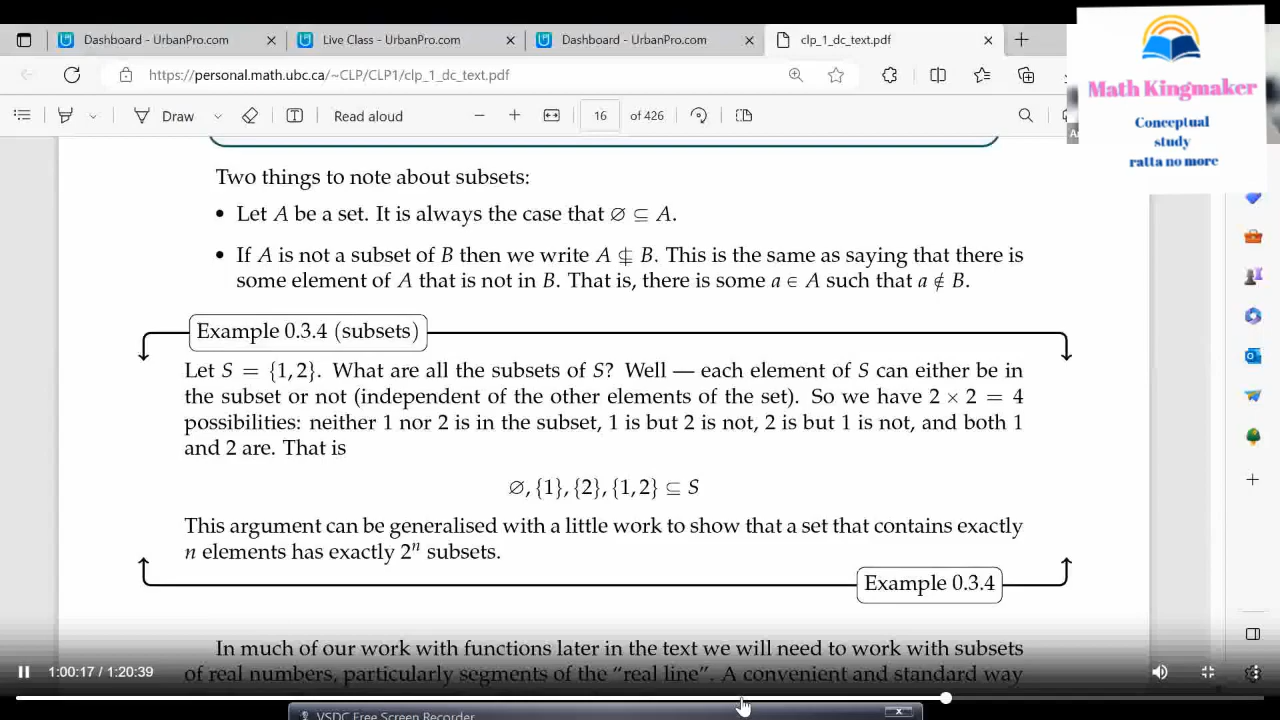 Dashboard - UrbanPro.com
Live Class - UrbanPro.com
Dashboard - UrbanPro.com
clp_1_dc_text.pdf
https://personal.math.ubc.ca/~CLP/CLP1/clp_1_dc_text.pdf
Math Kingmaker
Conceptual
study
ratta no more
Draw
Read aloud
16 of 426
Two things to note about subsets:
• Let A be a set. It is always the case that ∅ ⊆ A.
• If A is not a subset of B then we write A ⊈ B. This is the same as saying that there is
some element of A that is not in B. That is, there is some a ∈ A such that a ∉ B.
Example 0.3.4 (subsets)
Let S = {1, 2}. What are all the subsets of S? Well — each element of S can either be in
the subset or not (independent of the other elements of the set). So we have 2 × 2 = 4
possibilities: neither 1 nor 2 is in the subset, 1 is but 2 is not, 2 is but 1 is not, and both 1
and 2 are. That is
∅, {1}, {2}, {1, 2} ⊆ S
This argument can be generalised with a little work to show that a set that contains exactly
n elements has exactly 2ⁿ subsets.
Example 0.3.4
In much of our work with functions later in the text we will need to work with subsets
of real numbers, particularly segments of the "real line". A convenient and standard way
1:00:17 / 1:20:39
VSDC Free Screen Recorder